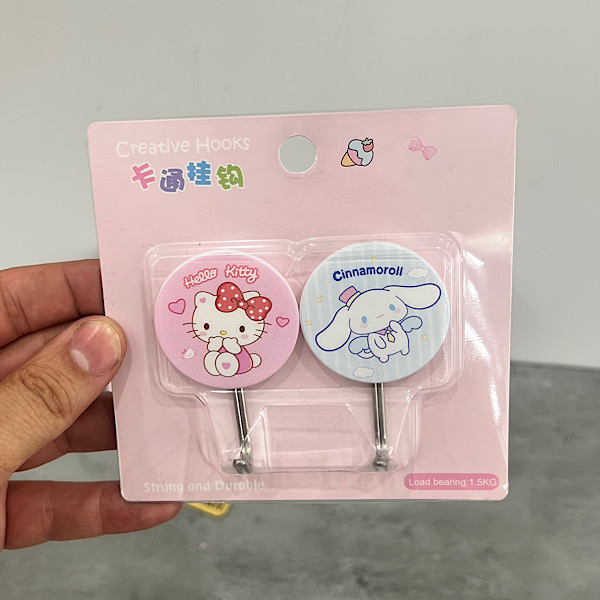 Creative Hooks
卡通挂钩
Hello Kitty
Cinnamoroll
Strong and Durable
Load bearing:1.5KG